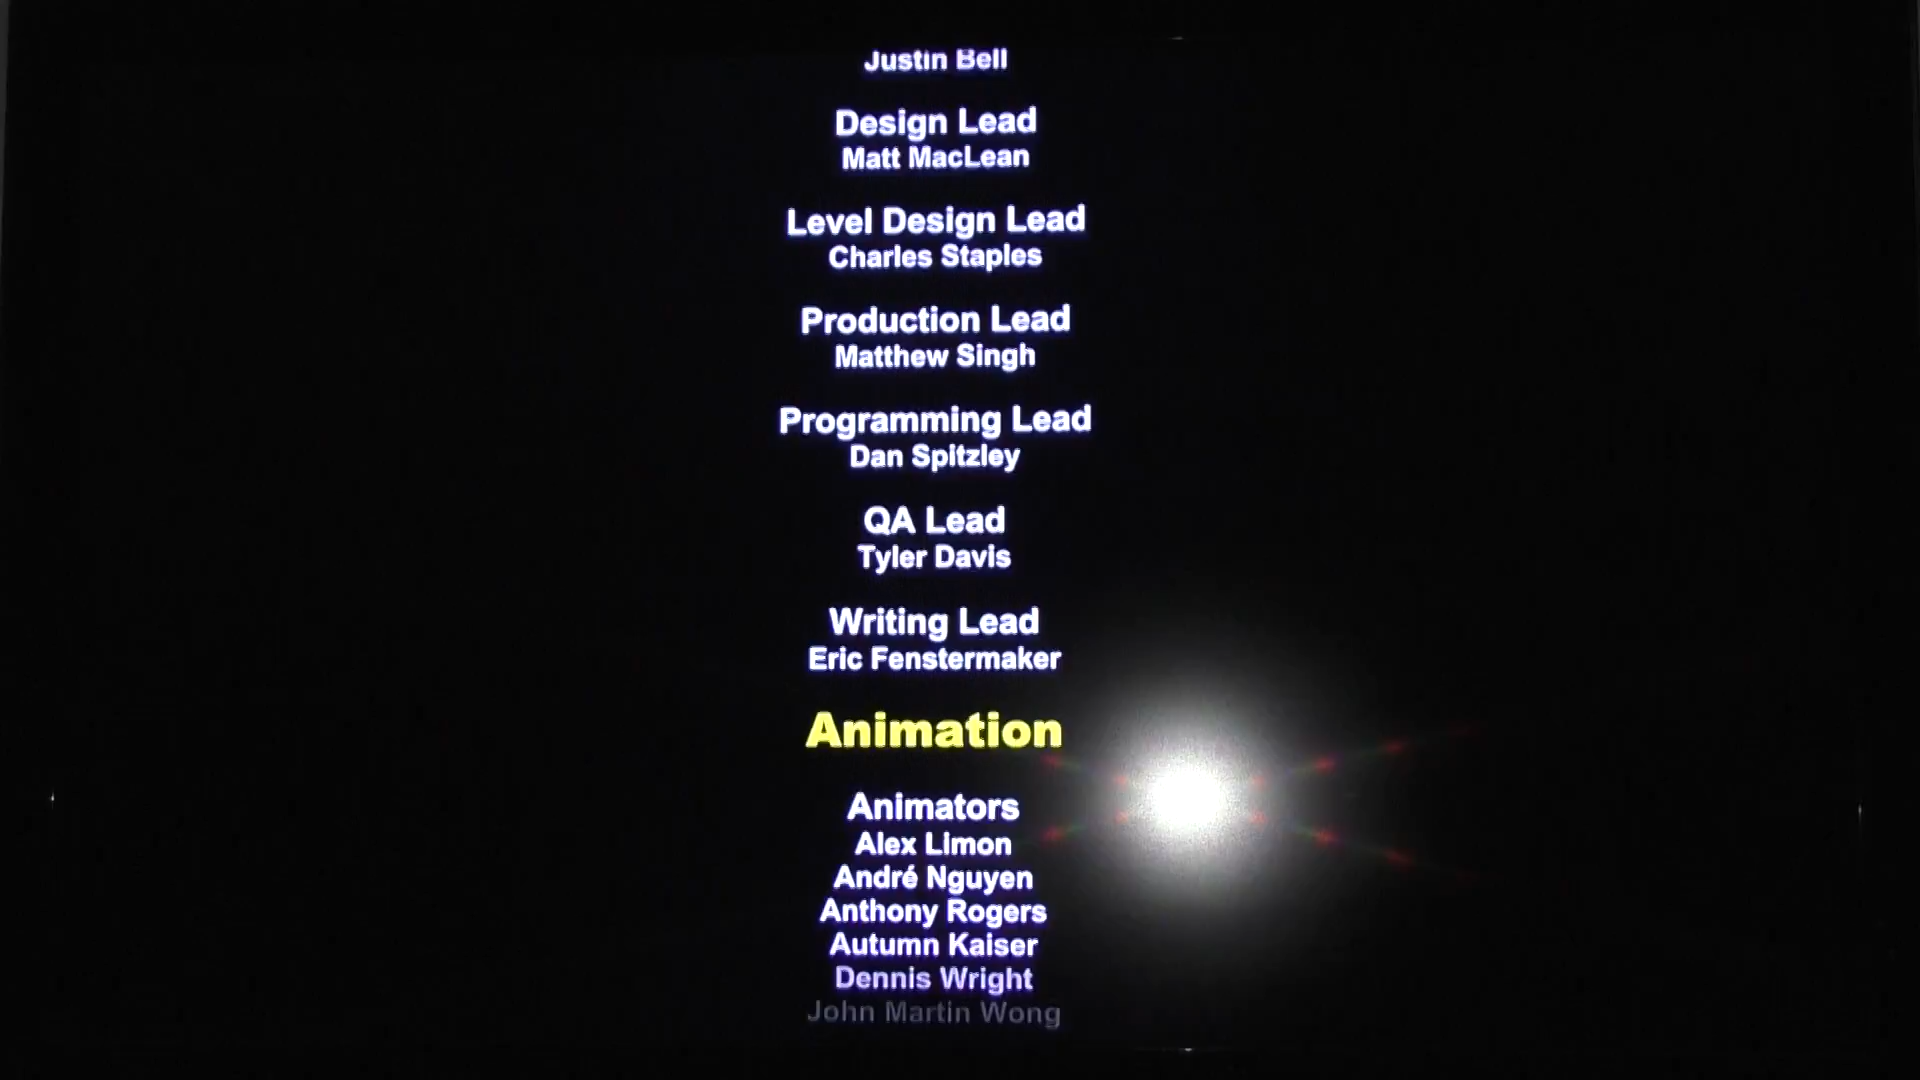 Justin Bell
Design Lead
Matt MacLean
Level Design Lead
Charles Staples
Production Lead
Matthew Singh
Programming Lead
Dan Spitzley
QA Lead
Tyler Davis
Writing Lead
Eric Fenstermaker
Animation
Animators
Alex Limon
André Nguyen
Anthony Rogers
Autumn Kaiser
Dennis Wright
John Martin Wong